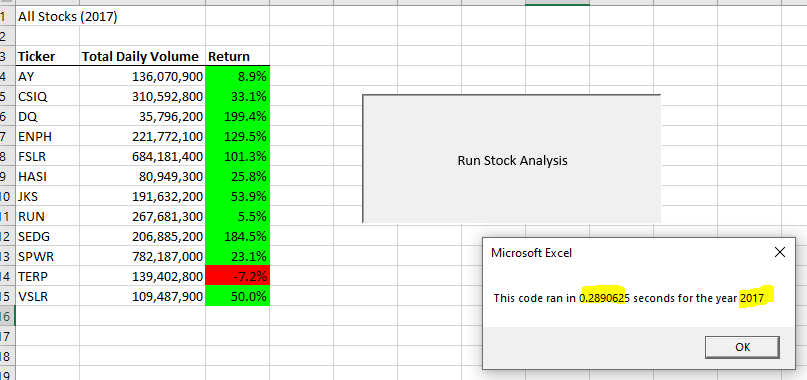 1 All Stocks (2017)
2
3 Ticker Total Daily Volume Return
4 AY 136,070,900 8.9%
5 CSIQ 310,592,800 33.1%
6 DQ 35,796,200 199.4%
7 ENPH 221,772,100 129.5%
8 FSLR 684,181,400 101.3%
9 HASI 80,949,300 25.8%
10 JKS 191,632,200 53.9%
11 RUN 267,681,300 5.5%
12 SEDG 206,885,200 184.5%
13 SPWR 782,187,000 23.1%
14 TERP 139,402,800 -7.2%
15 VSLR 109,487,900 50.0%
16
17
18
19
Run Stock Analysis
Microsoft Excel
This code ran in 0.2890625 seconds for the year 2017
OK